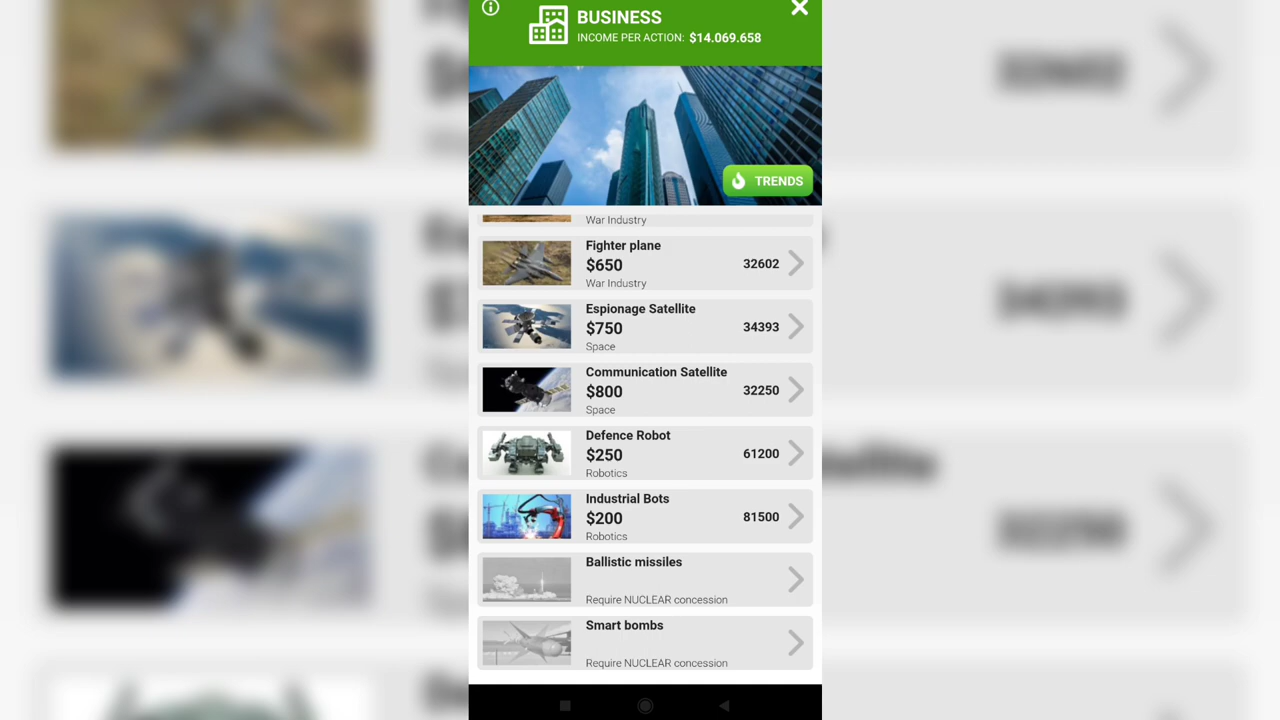 BUSINESS
INCOME PER ACTION: $14.069.658
TRENDS
War Industry
Fighter plane
$650
32602
War Industry
Espionage Satellite
$750
34393
Space
Communication Satellite
$800
32250
Space
Defence Robot
$250
61200
Robotics
Industrial Bots
$200
81500
Robotics
Ballistic missiles
Require NUCLEAR concession
Smart bombs
Require NUCLEAR concession